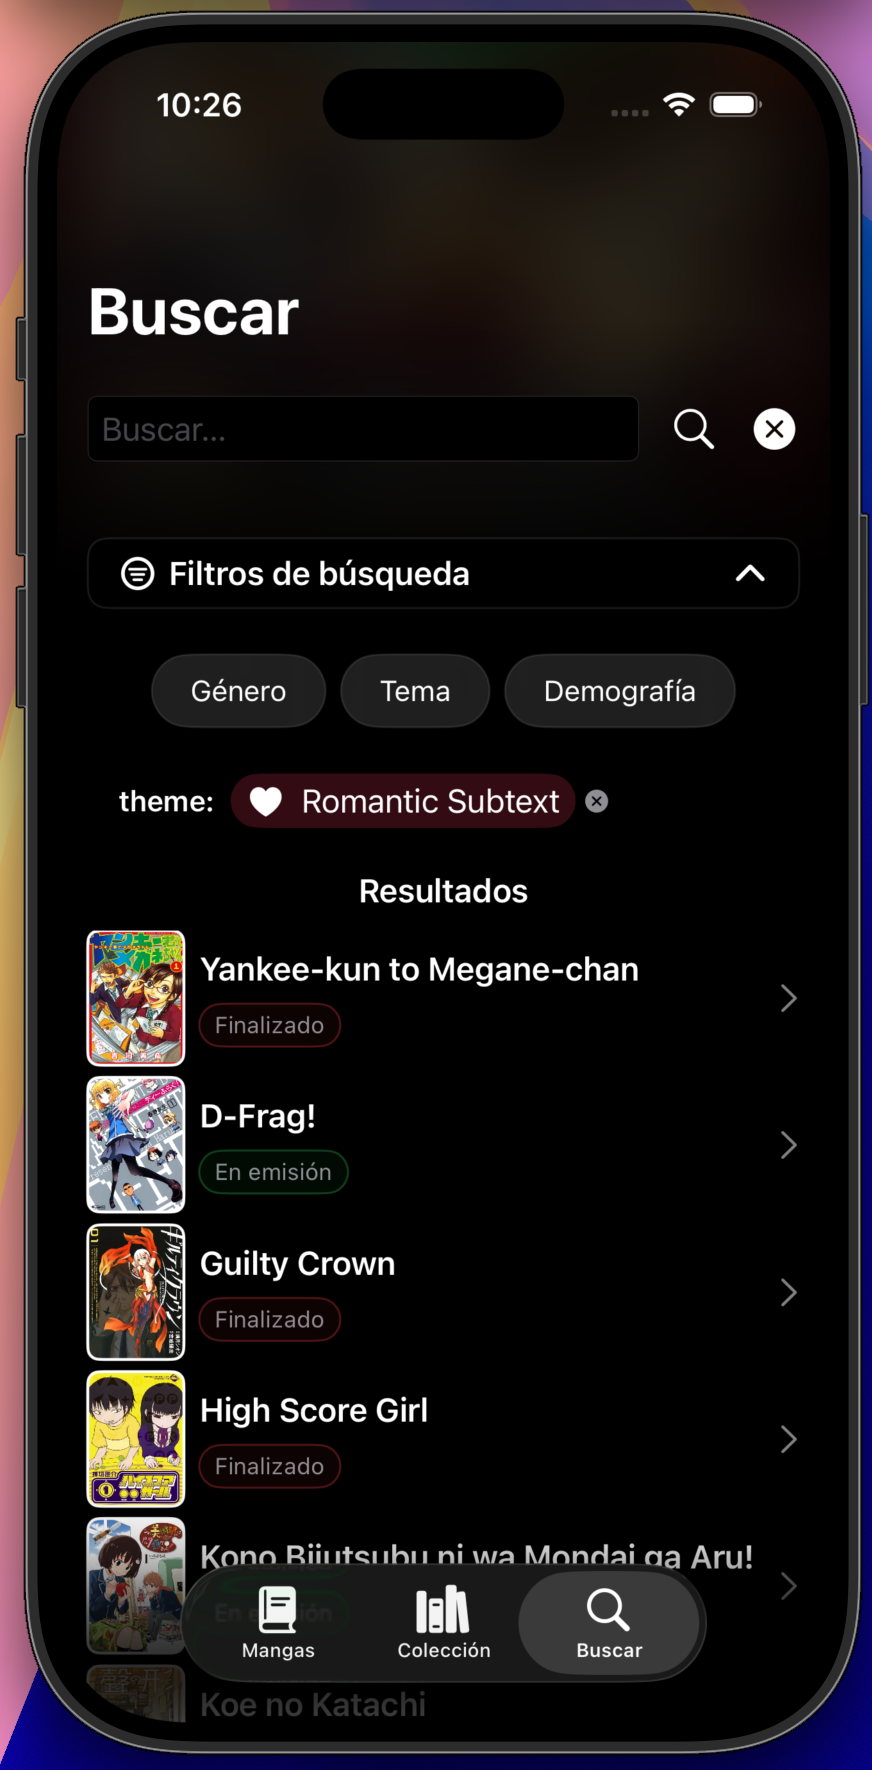 10:26
Buscar
Buscar...
Filtros de búsqueda
Género Tema Demografía
theme: Romantic Subtext
Resultados
Yankee-kun to Megane-chan
Finalizado
D-Frag!
En emisión
Guilty Crown
Finalizado
High Score Girl
Finalizado
Kono Bijutsubu ni wa Mondai ga Aru!
En emisión
Koe no Katachi
Mangas Colección Buscar